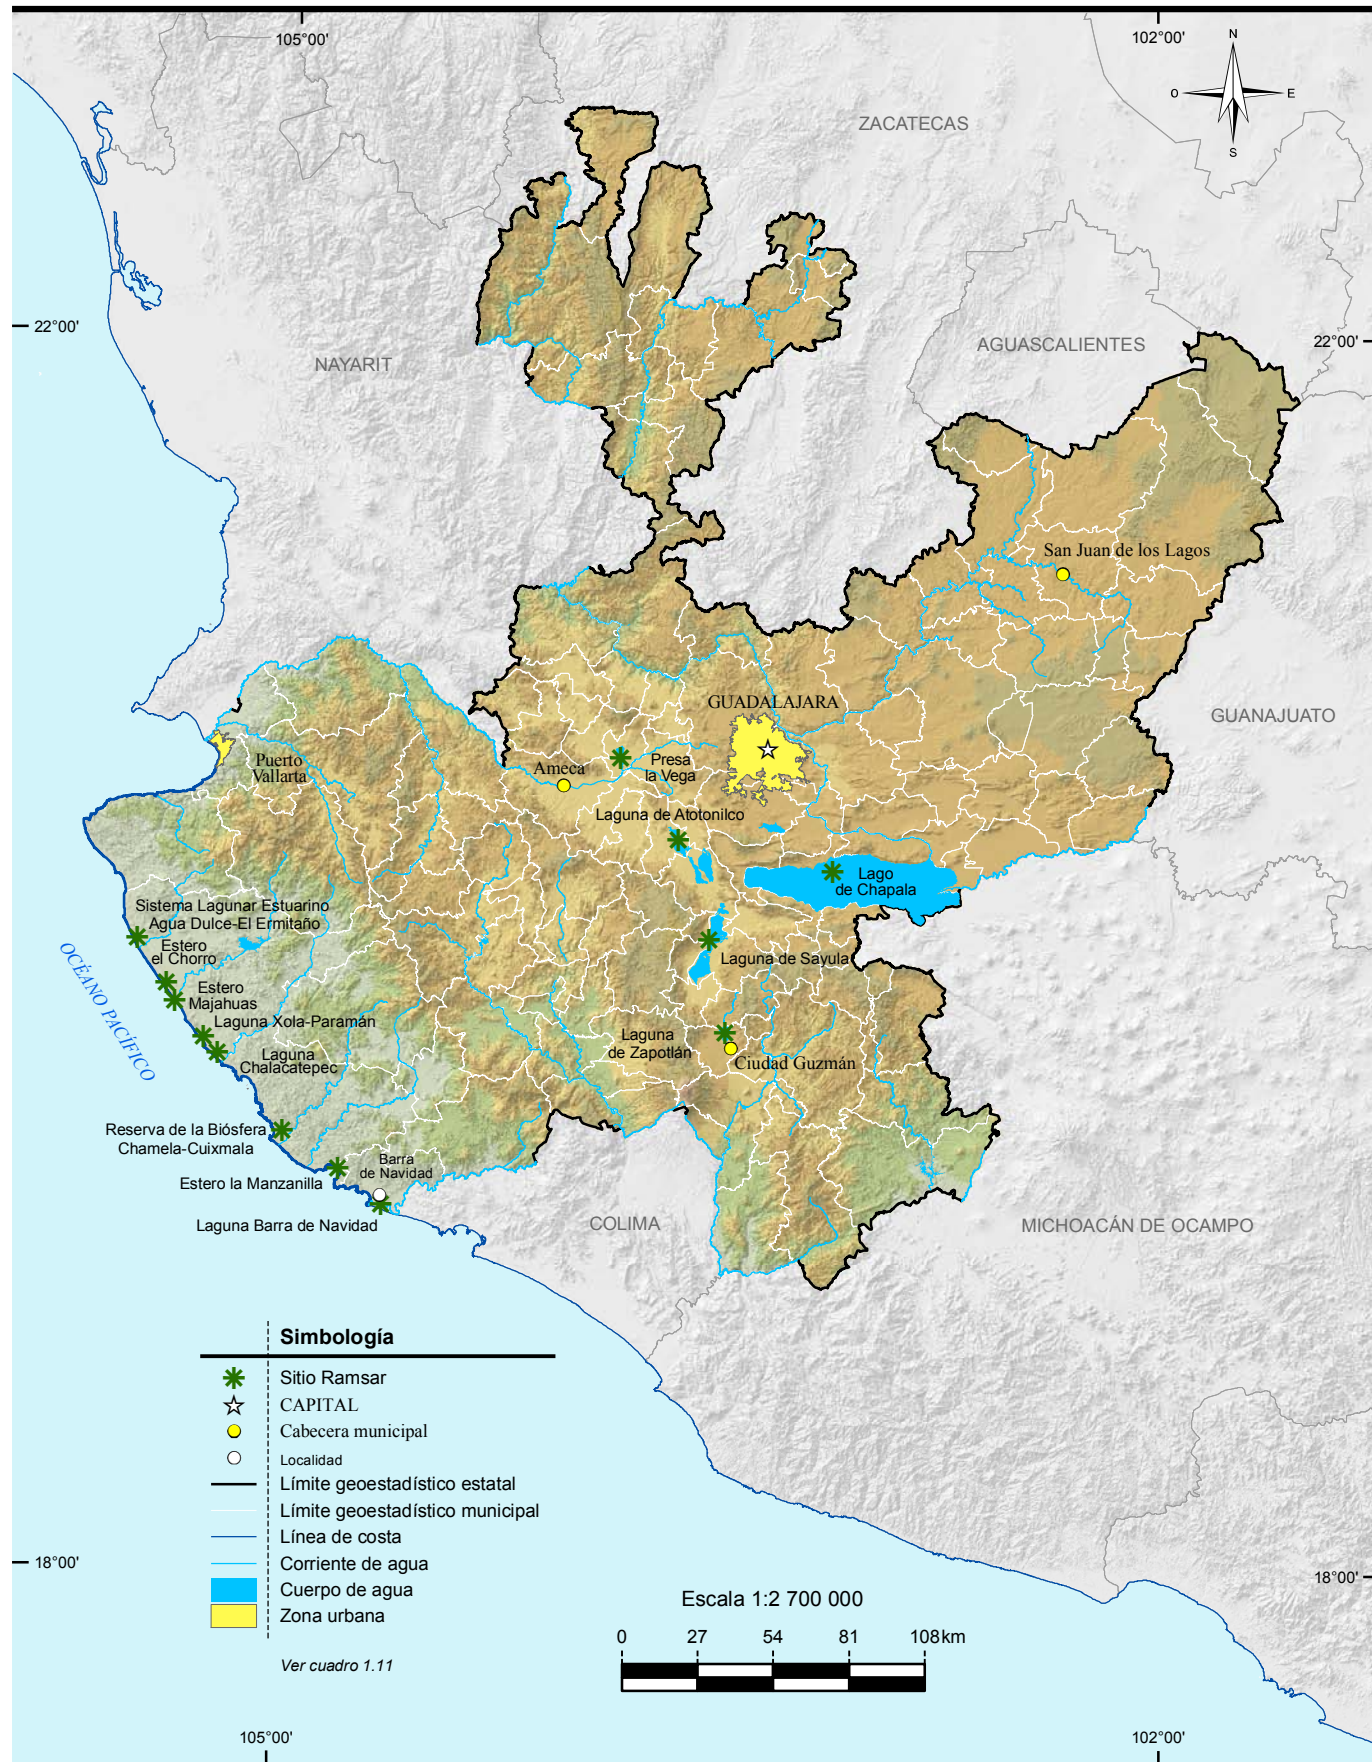 105°00'
102°00'
N
O
E
S
ZACATECAS
22°00'
AGUASCALIENTES
22°00'
NAYARIT
San Juan de los Lagos
GUADALAJARA
GUANAJUATO
Puerto
Vallarta
Ameca
Presa
la Vega
Laguna de Atotonilco
Lago
de Chapala
Sistema Lagunar Estuarino
Agua Dulce-El Ermitaño
Estero
el Chorro
Laguna de Sayula
OCÉANO PACÍFICO
Estero
Majahuas
Laguna Xola-Paramán
Laguna
de Zapotlán
Laguna
Chalacatepec
Ciudad Guzmán
Reserva de la Biósfera
Chamela-Cuixmala
Barra
de Navidad
Estero la Manzanilla
Laguna Barra de Navidad
COLIMA
MICHOACÁN DE OCAMPO
Simbología
Sitio Ramsar
CAPITAL
Cabecera municipal
Localidad
Límite geoestadístico estatal
Límite geoestadístico municipal
Línea de costa
18°00'
Corriente de agua
18°00'
Cuerpo de agua
Zona urbana
Escala 1:2 700 000
0 27 54 81 108km
Ver cuadro 1.11
105°00'
102°00'